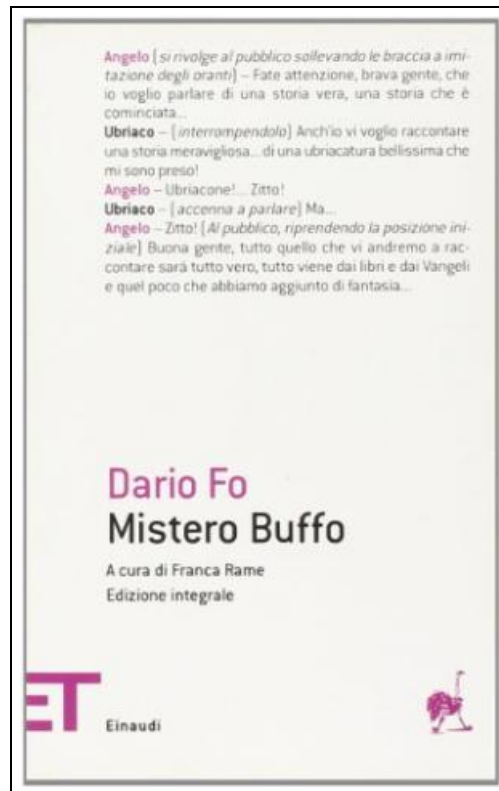 Angelo [si rivolge al pubblico sollevando le braccia a imi-
tazione degli oranti] – Fate attenzione, brava gente, che
io voglio parlare di una storia vera, una storia che è
cominciata...
Ubriaco – [interrompendolo] Anch'io vi voglio raccontare
una storia meravigliosa... di una ubriacatura bellissima che
mi sono preso!
Angelo – Ubriacone!... Zitto!
Ubriaco – [accenna a parlare] Ma...
Angelo – Zitto! [Al pubblico, riprendendo la posizione ini-
ziale] Buona gente, tutto quello che vi andremo a rac-
contare sarà tutto vero, tutto viene dai libri e dai Vangeli
e quel poco che abbiamo aggiunto di fantasia...
Dario Fo
Mistero Buffo
A cura di Franca Rame
Edizione integrale
ET
Einaudi